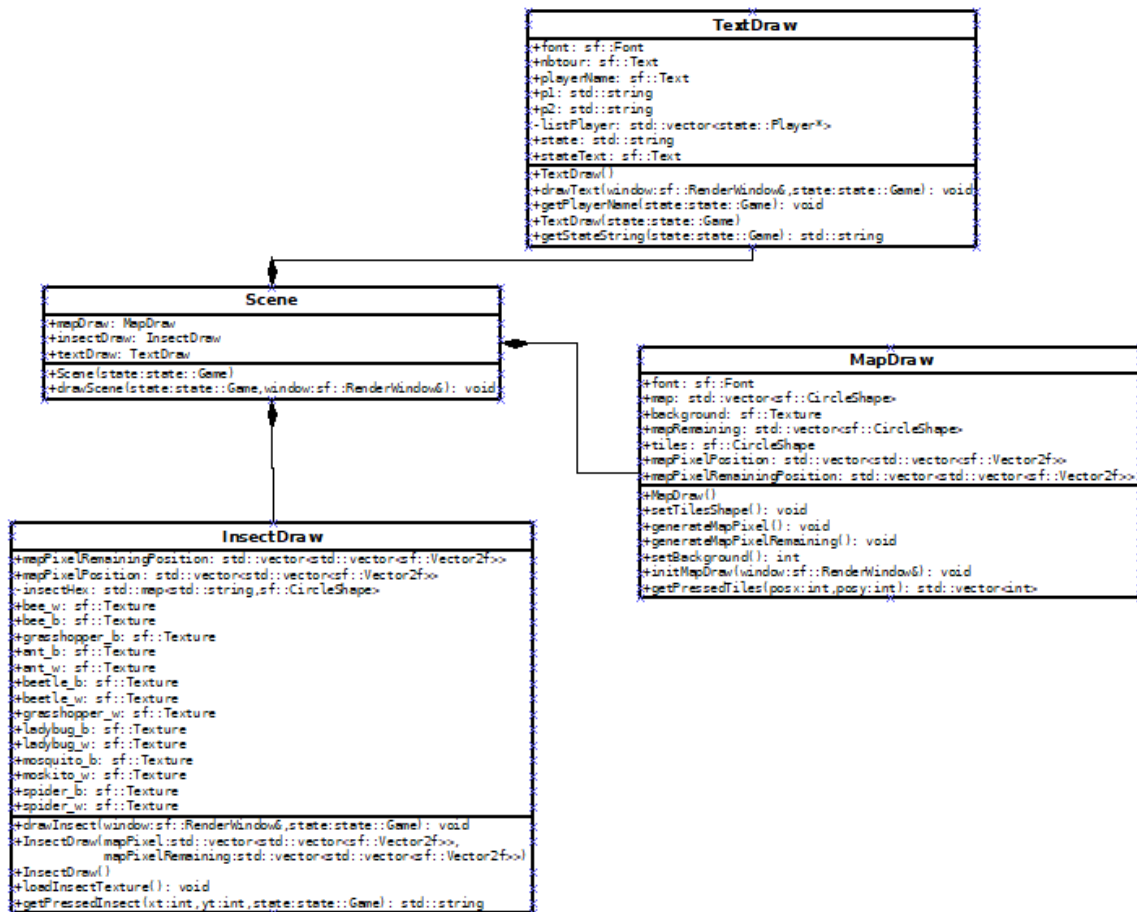 TextDraw
+font: sf::Font
+nbtour: sf::Text
+playerName: sf::Text
+p1: std::string
+p2: std::string
-listPlayer: std::vector<state::Player*>
+state: std::string
+stateText: sf::Text
+TextDraw()
+drawText(window:sf::RenderWindow&,state:state::Game): void
+getPlayerName(state:state::Game): void
+TextDraw(state:state::Game)
+getStateString(state:state::Game): std::string
Scene
+mapDraw: MapDraw
+insectDraw: InsectDraw
+textDraw: TextDraw
+Scene(state:state::Game)
+drawScene(state:state::Game,window:sf::RenderWindow&): void
MapDraw
+font: sf::Font
+map: std::vector<sf::CircleShape>
+background: sf::Texture
+mapRemaining: std::vector<sf::CircleShape>
+tiles: sf::CircleShape
+mapPixelPosition: std::vector<std::vector<sf::Vector2f>>
+mapPixelRemainingPosition: std::vector<std::vector<sf::Vector2f>>
+MapDraw()
+setTilesShape(): void
+generateMapPixel(): void
+generateMapPixelRemaining(): void
+setBackground(): int
+initMapDraw(window:sf::RenderWindow&): void
+getPressedTiles(posx:int,posy:int): std::vector<int>
InsectDraw
+mapPixelRemainingPosition: std::vector<std::vector<sf::Vector2f>>
+mapPixelPosition: std::vector<std::vector<sf::Vector2f>>
-insectHex: std::map<std::string,sf::CircleShape>
+bee_w: sf::Texture
+bee_b: sf::Texture
+grasshopper_b: sf::Texture
+ant_b: sf::Texture
+ant_w: sf::Texture
+beetle_b: sf::Texture
+beetle_w: sf::Texture
+grasshopper_w: sf::Texture
+ladybug_b: sf::Texture
+ladybug_w: sf::Texture
+mosquito_b: sf::Texture
+moskito_w: sf::Texture
+spider_b: sf::Texture
+spider_w: sf::Texture
+drawInsect(window:sf::RenderWindow&,state:state::Game): void
+InsectDraw(mapPixel:std::vector<std::vector<sf::Vector2f>>,
mapPixelRemaining:std::vector<std::vector<sf::Vector2f>>)
+InsectDraw()
+loadInsectTexture(): void
+getPressedInsect(xt:int,yt:int,state:state::Game): std::string